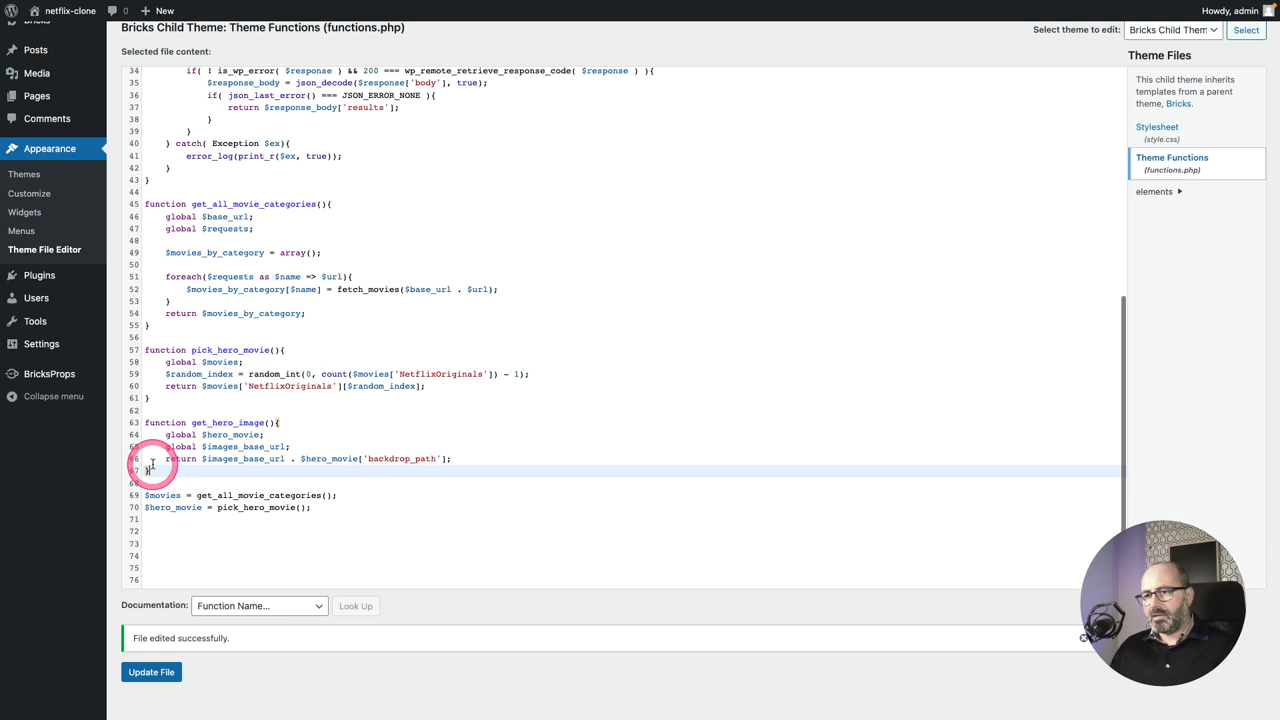 netflix-clone
0
New
Howdy, admin
Bricks
Posts
Media
Pages
Comments
Appearance
Themes
Customize
Widgets
Menus
Theme File Editor
Plugins
Users
Tools
Settings
BricksProps
Collapse menu
Bricks Child Theme: Theme Functions (functions.php)
Select theme to edit:
Bricks Child Them
Select
Selected file content:
34 if( ! is_wp_error( $response ) && 200 === wp_remote_retrieve_response_code( $response ) ){
35 $response_body = json_decode($response['body'], true);
36 if( json_last_error() === JSON_ERROR_NONE ){
37 return $response_body['results'];
38 }
39 }
40 } catch( Exception $ex){
41 error_log(print_r($ex, true));
42 }
43 }
44
45 function get_all_movie_categories(){
46 global $base_url;
47 global $requests;
48
49 $movies_by_category = array();
50
51 foreach($requests as $name => $url){
52 $movies_by_category[$name] = fetch_movies($base_url . $url);
53 }
54 return $movies_by_category;
55 }
56
57 function pick_hero_movie(){
58 global $movies;
59 $random_index = random_int(0, count($movies['NetflixOriginals']) - 1);
60 return $movies['NetflixOriginals'][$random_index];
61 }
62
63 function get_hero_image(){
64 global $hero_movie;
65 global $images_base_url;
66 return $images_base_url . $hero_movie['backdrop_path'];
67 }
68
69 $movies = get_all_movie_categories();
70 $hero_movie = pick_hero_movie();
71
72
73
74
75
76
Theme Files
This child theme inherits
templates from a parent
theme, Bricks.
Stylesheet
(style.css)
Theme Functions
(functions.php)
elements
Documentation:
Function Name...
Look Up
File edited successfully.
Update File